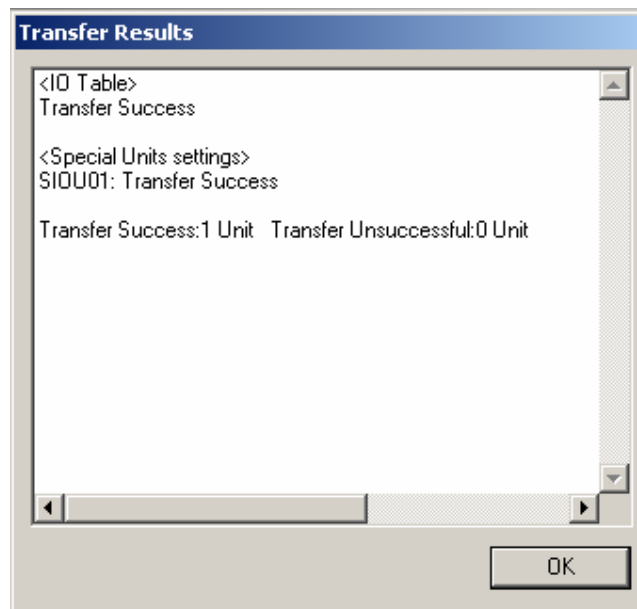 Transfer Results
<IO Table>
Transfer Success
<Special Units settings>
SIOU01: Transfer Success
Transfer Success:1 Unit   Transfer Unsuccessful:0 Unit
OK